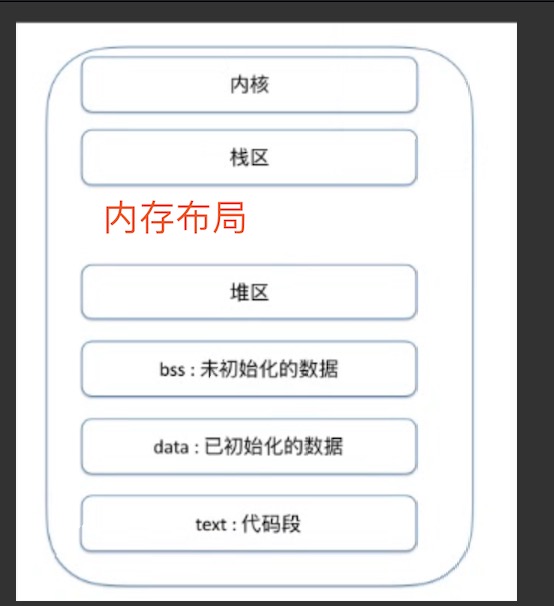 内核
栈区
内存布局
堆区
bss : 未初始化的数据
data : 已初始化的数据
text : 代码段